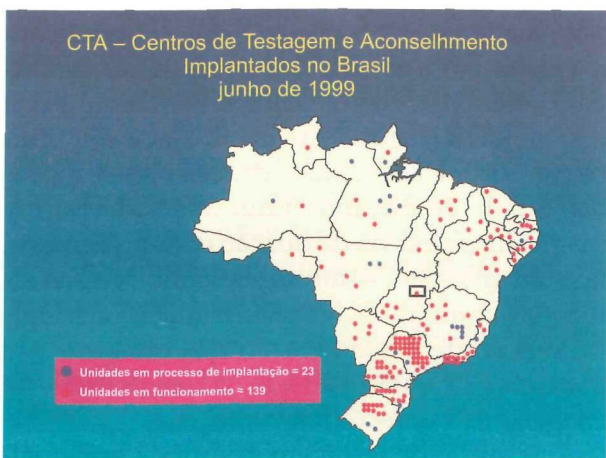 CTA – Centros de Testagem e Aconselhmento
Implantados no Brasil
junho de 1999
Unidades em processo de implantação = 23
Unidades em funcionamento = 139